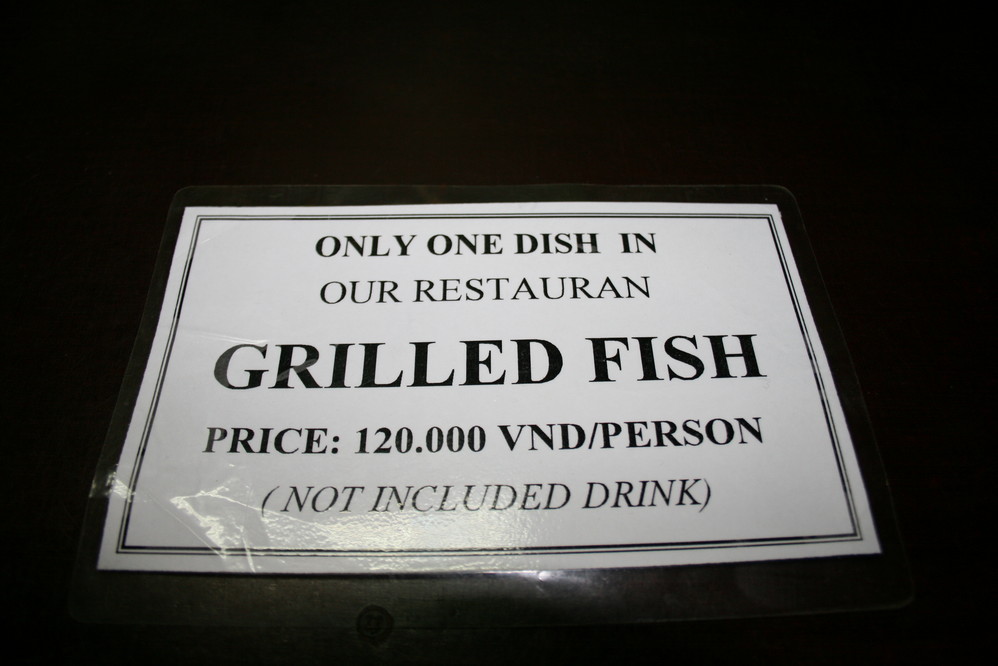 ONLY ONE DISH IN
OUR RESTAURAN
GRILLED FISH
PRICE: 120.000 VND/PERSON
( NOT INCLUDED DRINK)